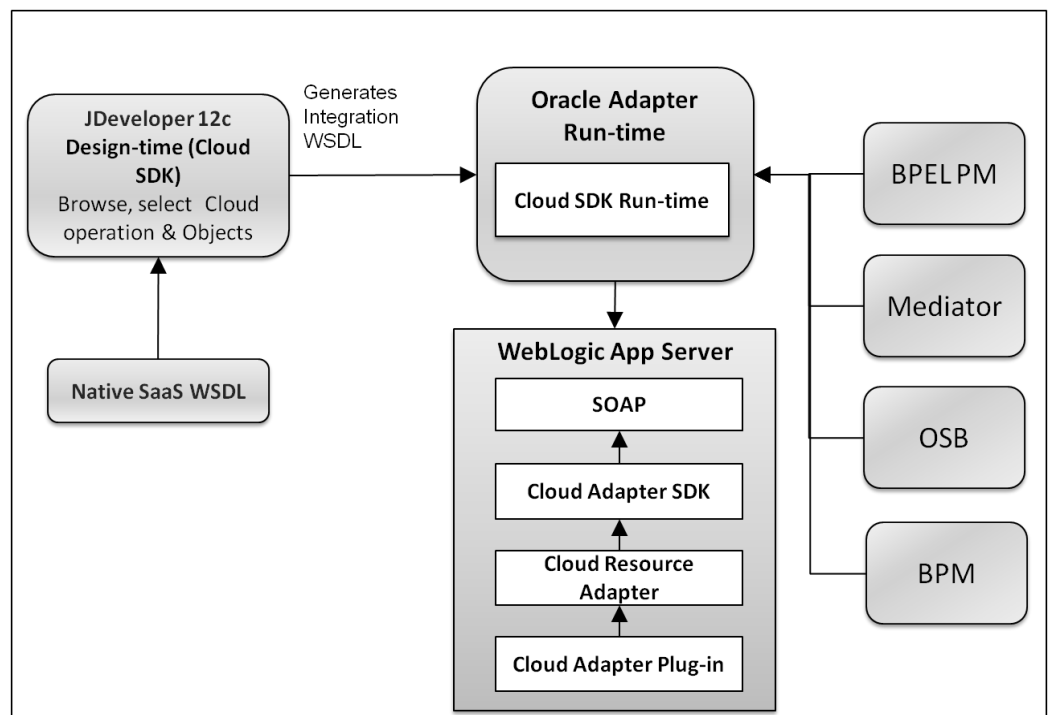 JDeveloper 12c
Design-time (Cloud
SDK)
Browse, select Cloud
operation & Objects
Generates
Integration
WSDL
Oracle Adapter
Run-time
Cloud SDK Run-time
BPEL PM
Mediator
OSB
BPM
Native SaaS WSDL
WebLogic App Server
SOAP
Cloud Adapter SDK
Cloud Resource
Adapter
Cloud Adapter Plug-in